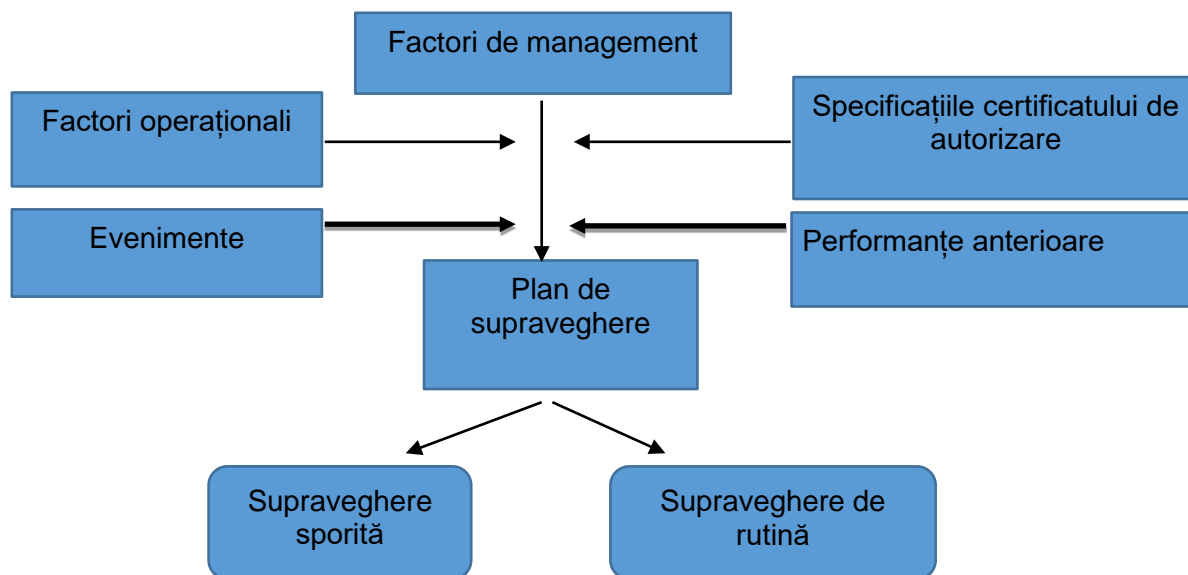 Factori de management
Factori operaționali
Specificațiile certificatului de
autorizare
Evenimente
Performanțe anterioare
Plan de
supraveghere
Supraveghere
sporită
Supraveghere de
rutină